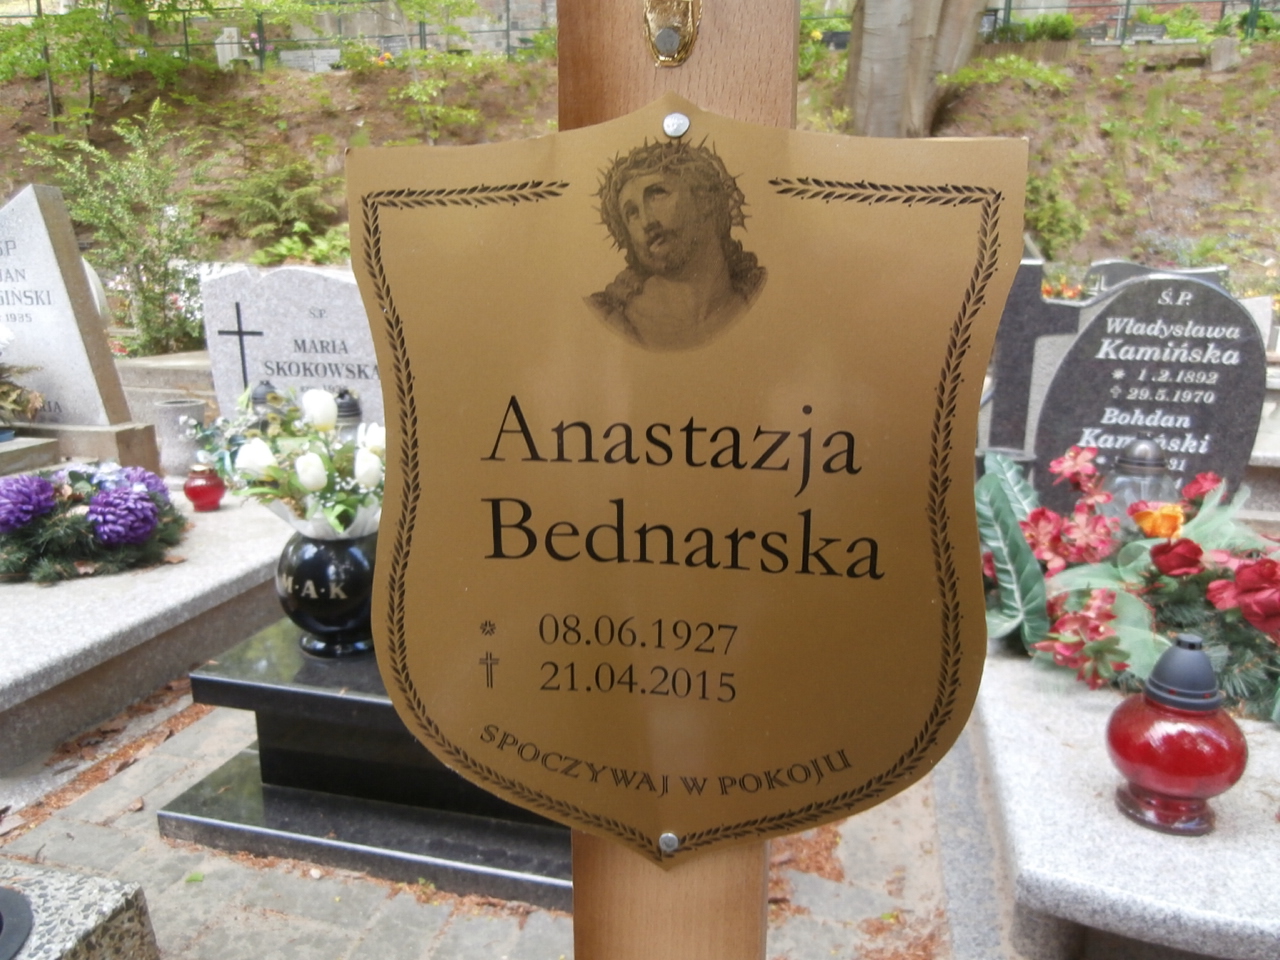 Anastazja
Bednarska
* 08.06.1927
† 21.04.2015
SPOCZYWAJ W POKOJU
Ś.P.
MARIA
SKOKOWSKA
M·A·K
Ś.P.
Władysława
Kamińska
* 1.2.1892
† 29.5.1970
Bohdan
Kamiński